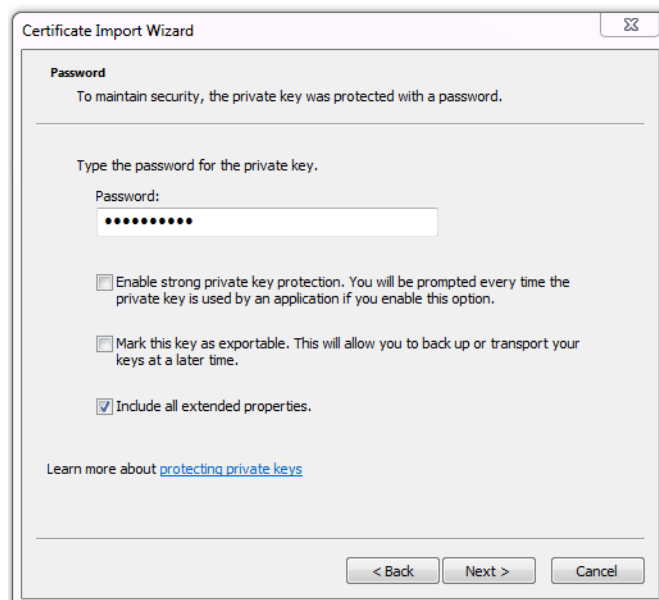 Certificate Import Wizard
Password
To maintain security, the private key was protected with a password.
Type the password for the private key.
Password:
••••••••••
Enable strong private key protection. You will be prompted every time the
private key is used by an application if you enable this option.
Mark this key as exportable. This will allow you to back up or transport your
keys at a later time.
Include all extended properties.
Learn more about protecting private keys
< Back Next > Cancel